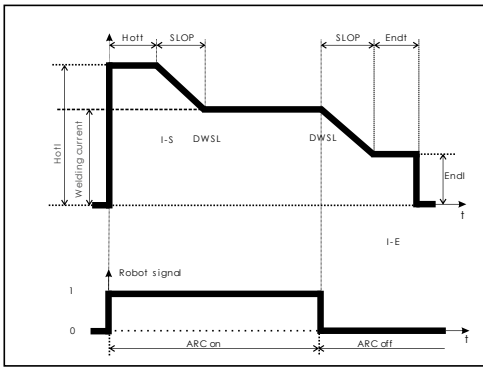 Hott SLOP SLOP Endt
HotI
Welding current
I-S DWSL DWSL
EndI
t
I-E
Robot signal
1
0
t
ARC on ARC off